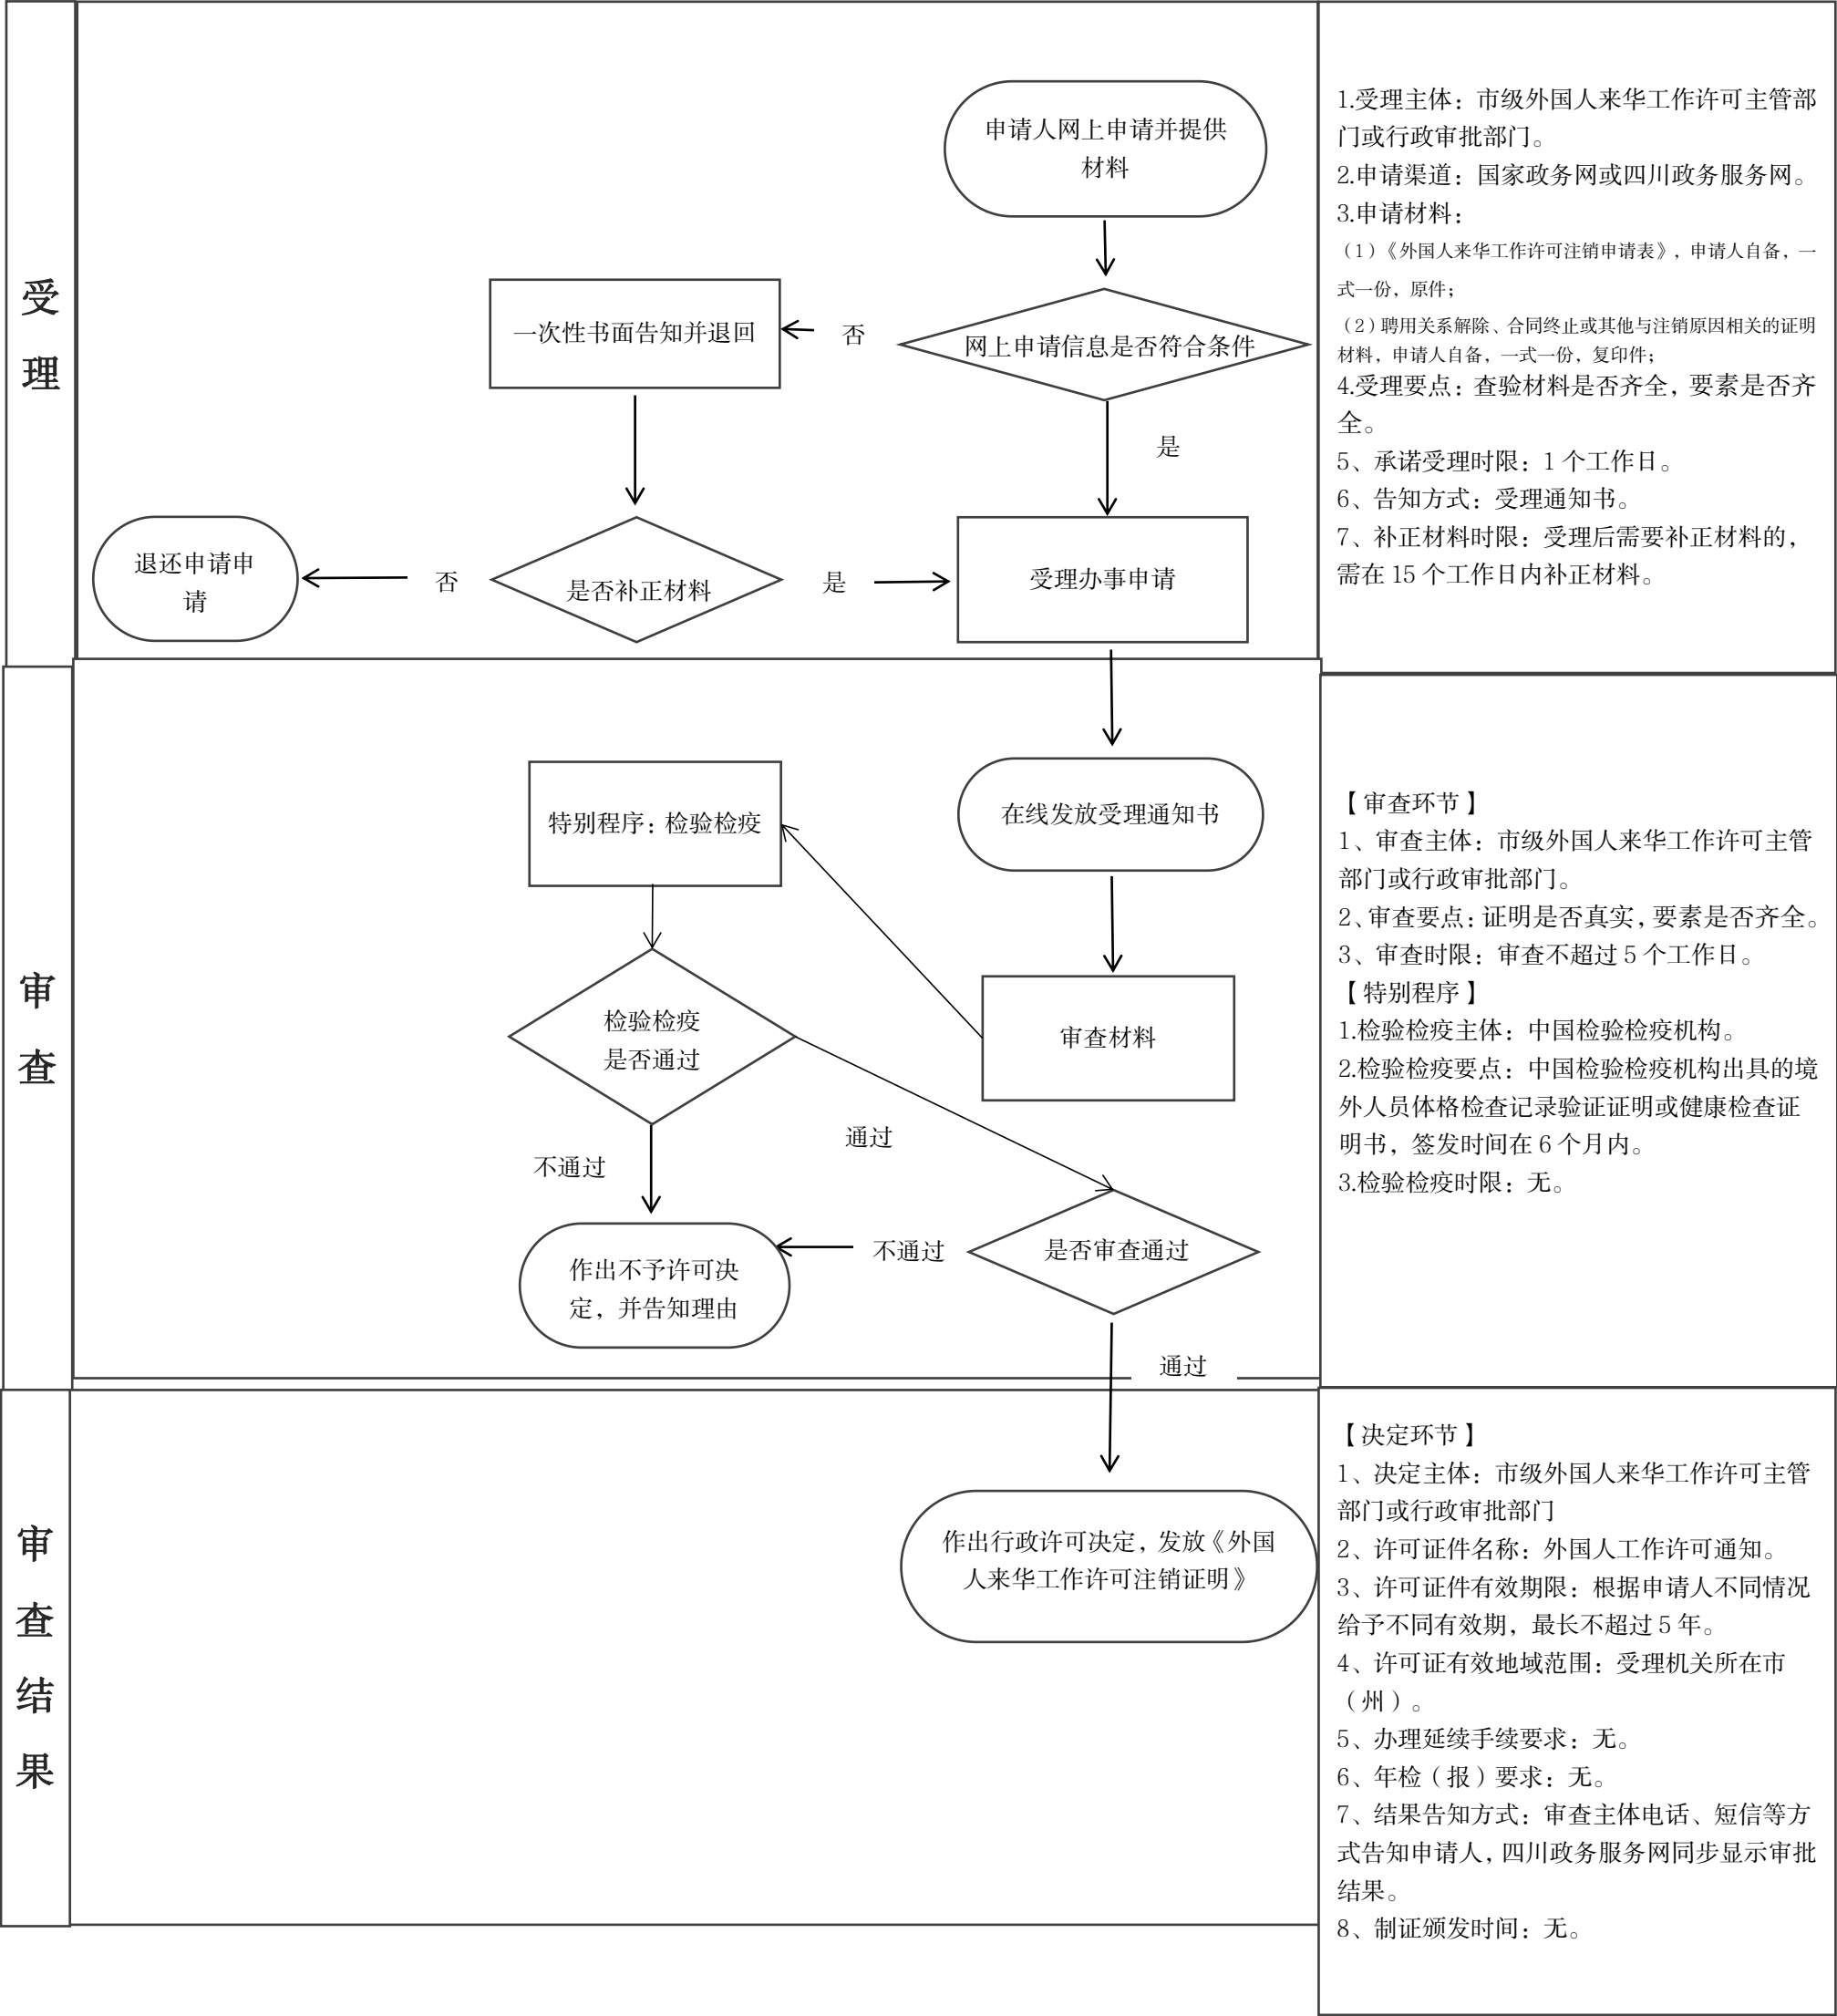 受
理
申请人网上申请并提供
材料
网上申请信息是否符合条件
否
一次性书面告知并退回
是
是否补正材料
否
退还申请申
请
是
受理办事申请
1.受理主体：市级外国人来华工作许可主管部
门或行政审批部门。
2.申请渠道：国家政务网或四川政务服务网。
3.申请材料：
（1）《外国人来华工作许可注销申请表》，申请人自备，一
式一份，原件；
（2）聘用关系解除、合同终止或其他与注销原因相关的证明
材料，申请人自备，一式一份，复印件；
4.受理要点：查验材料是否齐全，要素是否齐
全。
5、承诺受理时限：1 个工作日。
6、告知方式：受理通知书。
7、补正材料时限：受理后需要补正材料的，
需在 15 个工作日内补正材料。
审
查
在线发放受理通知书
特别程序：检验检疫
审查材料
检验检疫
是否通过
通过
不通过
是否审查通过
不通过
作出不予许可决
定，并告知理由
通过
【审查环节】
1、审查主体：市级外国人来华工作许可主管
部门或行政审批部门。
2、审查要点：证明是否真实，要素是否齐全。
3、审查时限：审查不超过 5 个工作日。
【特别程序】
1.检验检疫主体：中国检验检疫机构。
2.检验检疫要点：中国检验检疫机构出具的境
外人员体格检查记录验证证明或健康检查证
明书，签发时间在 6 个月内。
3.检验检疫时限：无。
审
查
结
果
作出行政许可决定，发放《外国
人来华工作许可注销证明》
【决定环节】
1、决定主体：市级外国人来华工作许可主管
部门或行政审批部门
2、许可证件名称：外国人工作许可通知。
3、许可证件有效期限：根据申请人不同情况
给予不同有效期，最长不超过 5 年。
4、许可证有效地域范围：受理机关所在市
（州）。
5、办理延续手续要求：无。
6、年检（报）要求：无。
7、结果告知方式：审查主体电话、短信等方
式告知申请人，四川政务服务网同步显示审批
结果。
8、制证颁发时间：无。